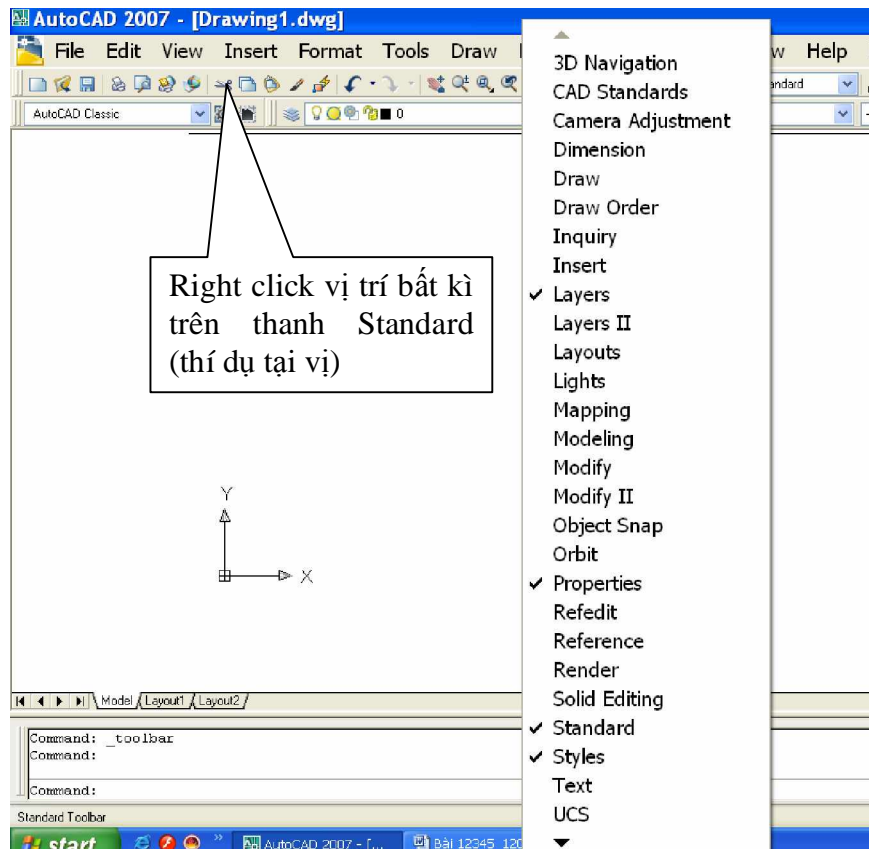 AutoCAD 2007 - [Drawing1.dwg]
File Edit View Insert Format Tools Draw
w Help
AutoCAD Classic
0
andard
Right click vị trí bất kì
trên thanh Standard
(thí dụ tại vị)
Y
X
3D Navigation
CAD Standards
Camera Adjustment
Dimension
Draw
Draw Order
Inquiry
Insert
Layers
Layers II
Layouts
Lights
Mapping
Modeling
Modify
Modify II
Object Snap
Orbit
Properties
Refedit
Reference
Render
Solid Editing
Standard
Styles
Text
UCS
Model Layout1 Layout2
Command: _toolbar
Command:
Command:
Standard Toolbar
start
AutoCAD 2007 - [...
Bài 12345_120